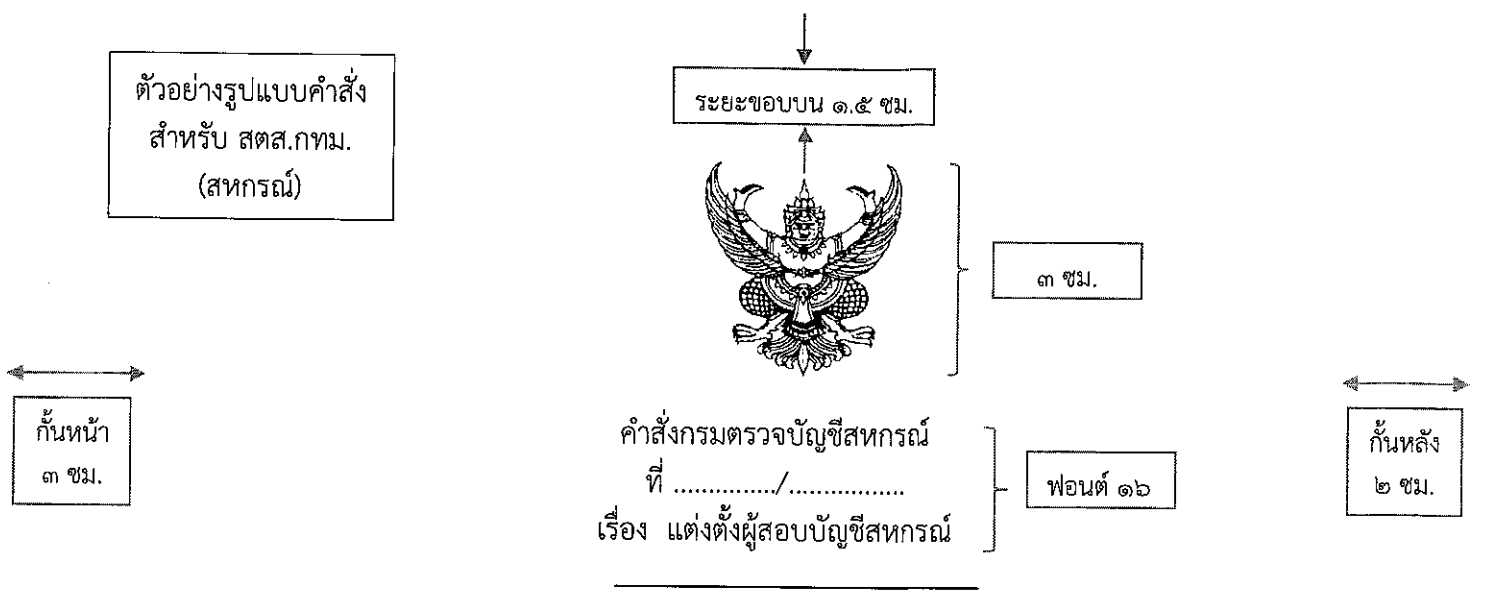 ตัวอย่างรูปแบบคำสั่ง
สำหรับ สตส.กทม.
(สหกรณ์)
ระยะขอบบน ๑.๕ ซม.
๓ ซม.
กั้นหน้า
๓ ซม.
กั้นหลัง
๒ ซม.
คำสั่งกรมตรวจบัญชีสหกรณ์
ที่ .............../.................
เรื่อง แต่งตั้งผู้สอบบัญชีสหกรณ์
ฟอนต์ ๑๖